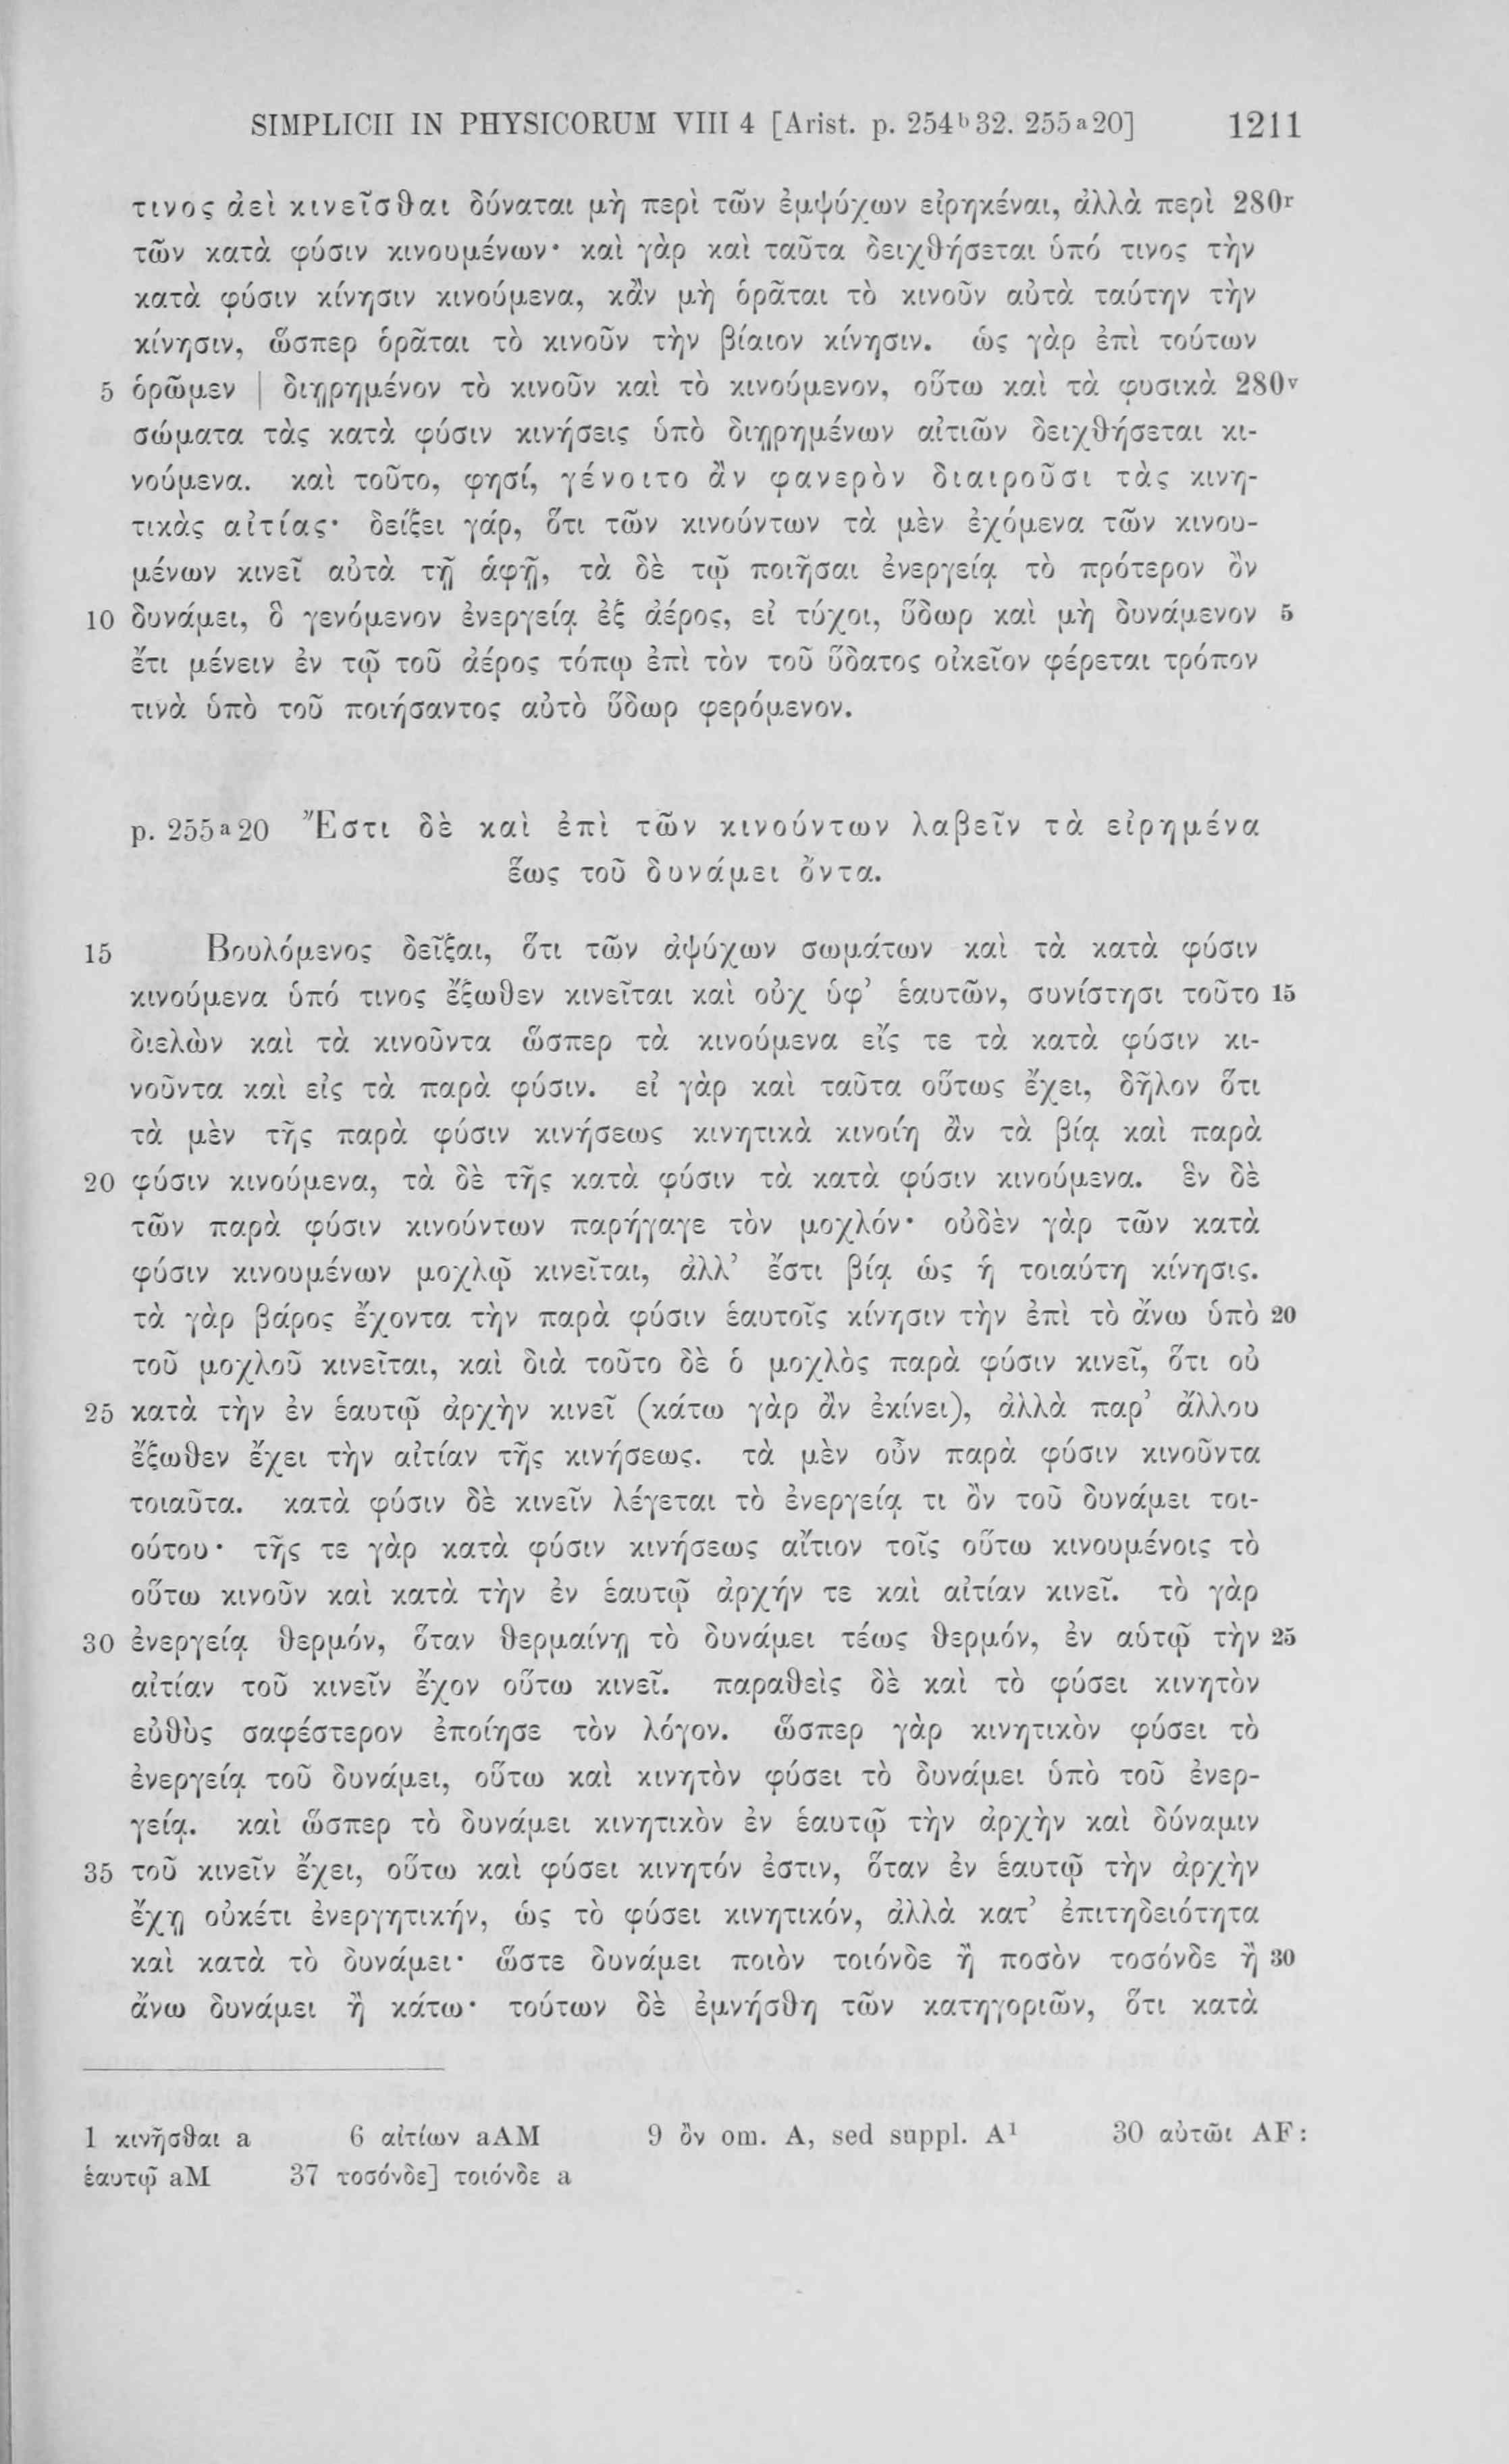 SIMPLICII IN PHYSICORUM VIII 4 [Arist. p. 254ᵇ32. 255ᵃ20] 1211
τινος ἀεὶ κινεῖσθαι δύναται μὴ περὶ τῶν ἐμψύχων εἰρηκέναι, ἀλλὰ περὶ 280ʳ
τῶν κατὰ φύσιν κινουμένων· καὶ γὰρ καὶ ταῦτα δειχθήσεται ὑπό τινος τὴν
κατὰ φύσιν κίνησιν κινούμενα, κἂν μὴ ὁρᾶται τὸ κινοῦν αὐτὰ ταύτην τὴν
κίνησιν, ὥσπερ ὁρᾶται τὸ κινοῦν τὴν βίαιον κίνησιν. ὡς γὰρ ἐπὶ τούτων
5 ὁρῶμεν | διῃρημένον τὸ κινοῦν καὶ τὸ κινούμενον, οὕτω καὶ τὰ φυσικὰ 280ᵛ
σώματα τὰς κατὰ φύσιν κινήσεις ὑπὸ διῃρημένων αἰτιῶν δειχθήσεται κι-
νούμενα. καὶ τοῦτο, φησί, γένοιτο ἂν φανερὸν διαιροῦσι τὰς κινη-
τικὰς αἰτίας· δείξει γάρ, ὅτι τῶν κινούντων τὰ μὲν ἐχόμενα τῶν κινου-
μένων κινεῖ αὐτὰ τῇ ἁφῇ, τὰ δὲ τῷ ποιῆσαι ἐνεργείᾳ τὸ πρότερον ὂν
10 δυνάμει, ὃ γενόμενον ἐνεργείᾳ ἐξ ἀέρος, εἰ τύχοι, ὕδωρ καὶ μὴ δυνάμενον 5
ἔτι μένειν ἐν τῷ τοῦ ἀέρος τόπῳ ἐπὶ τὸν τοῦ ὕδατος οἰκεῖον φέρεται τρόπον
τινὰ ὑπὸ τοῦ ποιήσαντος αὐτὸ ὕδωρ φερόμενον.
p. 255ᵃ20 Ἔστι δὲ καὶ ἐπὶ τῶν κινούντων λαβεῖν τὰ εἰρημένα
ἕως τοῦ δυνάμει ὄντα.
15 Βουλόμενος δεῖξαι, ὅτι τῶν ἀψύχων σωμάτων καὶ τὰ κατὰ φύσιν
κινούμενα ὑπό τινος ἔξωθεν κινεῖται καὶ οὐχ ὑφ’ ἑαυτῶν, συνίστησι τοῦτο 15
διελὼν καὶ τὰ κινοῦντα ὥσπερ τὰ κινούμενα εἴς τε τὰ κατὰ φύσιν κι-
νοῦντα καὶ εἰς τὰ παρὰ φύσιν. εἰ γὰρ καὶ ταῦτα οὕτως ἔχει, δῆλον ὅτι
τὰ μὲν τῆς παρὰ φύσιν κινήσεως κινητικὰ κινοίη ἂν τὰ βίᾳ καὶ παρὰ
20 φύσιν κινούμενα, τὰ δὲ τῆς κατὰ φύσιν τὰ κατὰ φύσιν κινούμενα. ἓν δὲ
τῶν παρὰ φύσιν κινούντων παρήγαγε τὸν μοχλόν· οὐδὲν γὰρ τῶν κατὰ
φύσιν κινουμένων μοχλῷ κινεῖται, ἀλλ’ ἔστι βίᾳ ὡς ἡ τοιαύτη κίνησις.
τὰ γὰρ βάρος ἔχοντα τὴν παρὰ φύσιν ἑαυτοῖς κίνησιν τὴν ἐπὶ τὸ ἄνω ὑπὸ 20
τοῦ μοχλοῦ κινεῖται, καὶ διὰ τοῦτο δὲ ὁ μοχλὸς παρὰ φύσιν κινεῖ, ὅτι οὐ
25 κατὰ τὴν ἐν ἑαυτῷ ἀρχὴν κινεῖ (κάτω γὰρ ἂν ἐκίνει), ἀλλὰ παρ’ ἄλλου
ἔξωθεν ἔχει τὴν αἰτίαν τῆς κινήσεως. τὰ μὲν οὖν παρὰ φύσιν κινοῦντα
τοιαῦτα. κατὰ φύσιν δὲ κινεῖν λέγεται τὸ ἐνεργείᾳ τι ὂν τοῦ δυνάμει τοι-
ούτου· τῆς τε γὰρ κατὰ φύσιν κινήσεως αἴτιον τοῖς οὕτω κινουμένοις τὸ
οὕτω κινοῦν καὶ κατὰ τὴν ἐν ἑαυτῷ ἀρχήν τε καὶ αἰτίαν κινεῖ. τὸ γὰρ
30 ἐνεργείᾳ θερμόν, ὅταν θερμαίνῃ τὸ δυνάμει τέως θερμόν, ἐν αὑτῷ τὴν 25
αἰτίαν τοῦ κινεῖν ἔχον οὕτω κινεῖ. παραθεὶς δὲ καὶ τὸ φύσει κινητὸν
εὐθὺς σαφέστερον ἐποίησε τὸν λόγον. ὥσπερ γὰρ κινητικὸν φύσει τὸ
ἐνεργείᾳ τοῦ δυνάμει, οὕτω καὶ κινητὸν φύσει τὸ δυνάμει ὑπὸ τοῦ ἐνερ-
γείᾳ. καὶ ὥσπερ τὸ δυνάμει κινητικὸν ἐν ἑαυτῷ τὴν ἀρχὴν καὶ δύναμιν
35 τοῦ κινεῖν ἔχει, οὕτω καὶ φύσει κινητόν ἐστιν, ὅταν ἐν ἑαυτῷ τὴν ἀρχὴν
ἔχῃ οὐκέτι ἐνεργητικήν, ὡς τὸ φύσει κινητικόν, ἀλλὰ κατ’ ἐπιτηδειότητα
καὶ κατὰ τὸ δυνάμει· ὥστε δυνάμει ποιὸν τοιόνδε ἢ ποσὸν τοσόνδε ἢ 30
ἄνω δυνάμει ἢ κάτω· τούτων δὲ ἐμνήσθη τῶν κατηγοριῶν, ὅτι κατὰ
1 κινῆσθαι a 6 αἰτίων aAM 9 ὂν om. A, sed suppl. A¹ 30 αὐτῶι AF:
ἑαυτῷ aM 37 τοσόνδε] τοιόνδε a